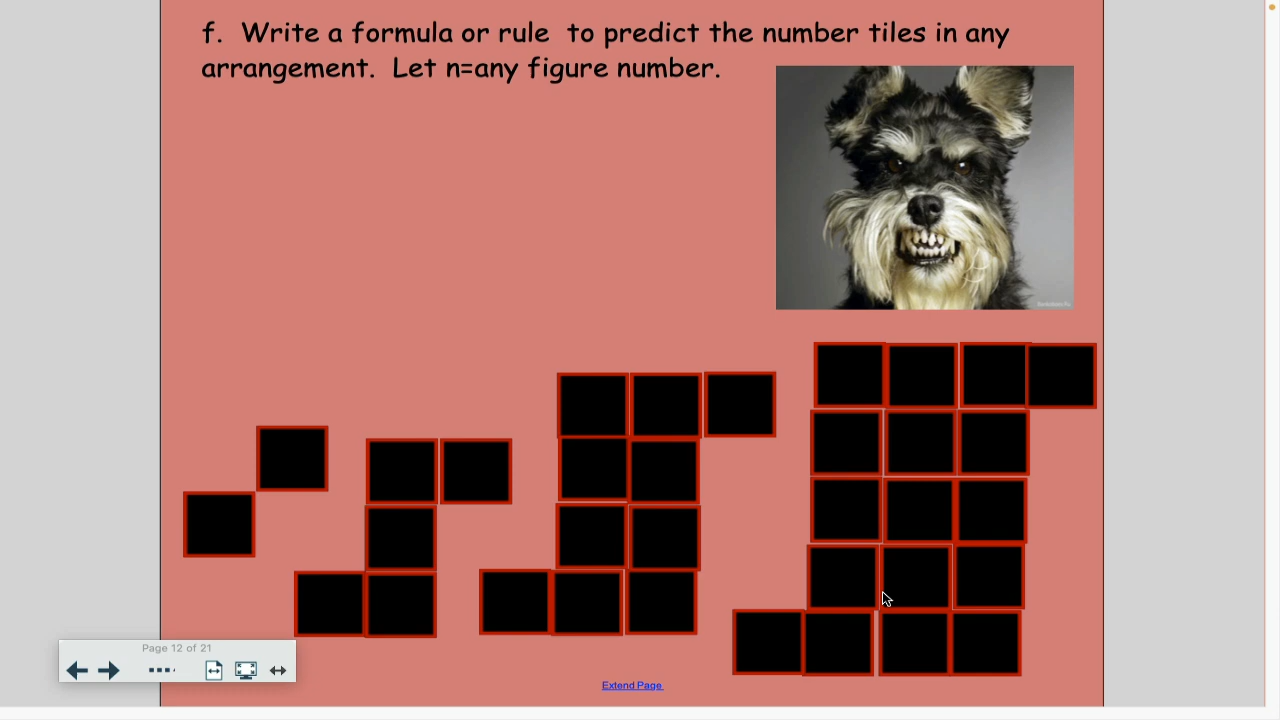 f. Write a formula or rule to predict the number tiles in any
arrangement. Let n=any figure number.
Page 12 of 21
Extend Page